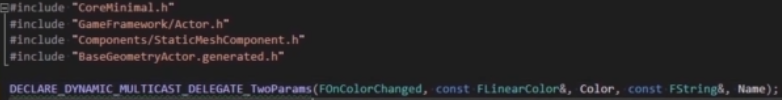 #include "CoreMinimal.h"
#include "GameFramework/Actor.h"
#include "Components/StaticMeshComponent.h"
#include "BaseGeometryActor.generated.h"
DECLARE_DYNAMIC_MULTICAST_DELEGATE_TwoParams(FOnColorChanged, const FLinearColor&, Color, const FString&, Name);